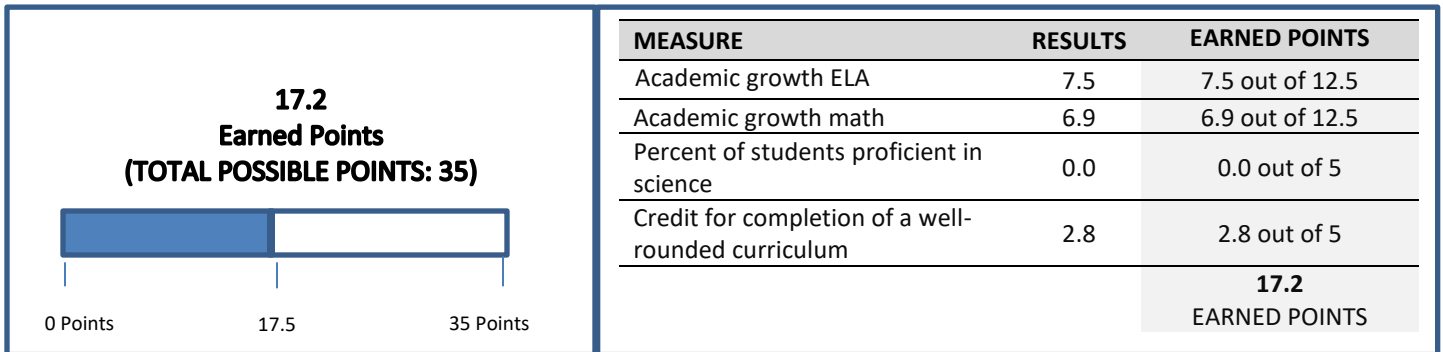 17.2
Earned Points
(TOTAL POSSIBLE POINTS: 35)
0 Points 17.5 35 Points
MEASURE RESULTS EARNED POINTS
Academic growth ELA 7.5 7.5 out of 12.5
Academic growth math 6.9 6.9 out of 12.5
Percent of students proficient in
science 0.0 0.0 out of 5
Credit for completion of a well-
rounded curriculum 2.8 2.8 out of 5
17.2
EARNED POINTS